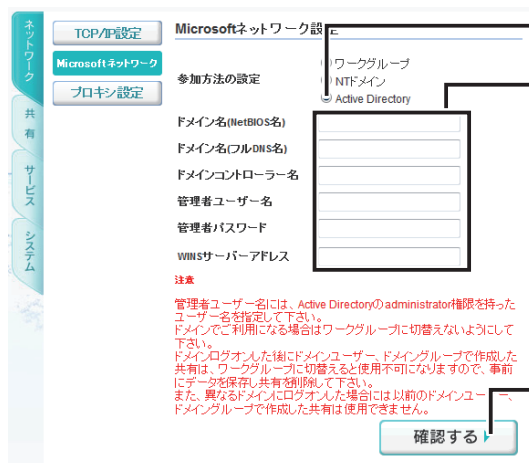 ネットワーク
共有
サービス
システム
TCP/IP設定
Microsoftネットワーク
プロキシ設定
Microsoftネットワーク設定
参加方法の設定
ワークグループ
NTドメイン
Active Directory
ドメイン名(NetBIOS名)
ドメイン名(フルDNS名)
ドメインコントローラー名
管理者ユーザー名
管理者パスワード
WINSサーバーアドレス
注意
管理者ユーザー名には、Active Directoryのadministrator権限を持った
ユーザー名を指定して下さい。
ドメインでご利用になる場合はワークグループに切替えないようにして
下さい。
ドメインログオンした後にドメインユーザー、ドメイングループで作成した
共有は、ワークグループに切替えると使用不可になりますので、事前
にデータを保存し共有を削除して下さい。
また、異なるドメインにログオンした場合には以前のドメインユーザー、
ドメイングループで作成した共有は使用できません。
確認する